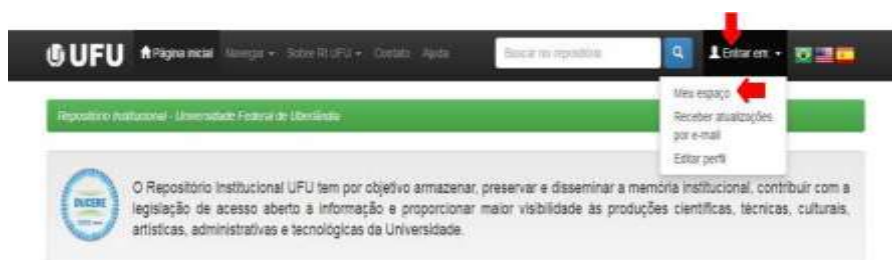 UFU Página inicial Navegar Sobre RI UFU Contato Ajuda Buscar no repositório Entrar em:
Meu espaço
Receber atualizações
por e-mail
Editar perfil
Repositório Institucional - Universidade Federal de Uberlândia
DUCERE
O Repositório Institucional UFU tem por objetivo armazenar, preservar e disseminar a memória institucional, contribuir com a
legislação de acesso aberto à informação e proporcionar maior visibilidade às produções científicas, técnicas, culturais,
artísticas, administrativas e tecnológicas da Universidade.